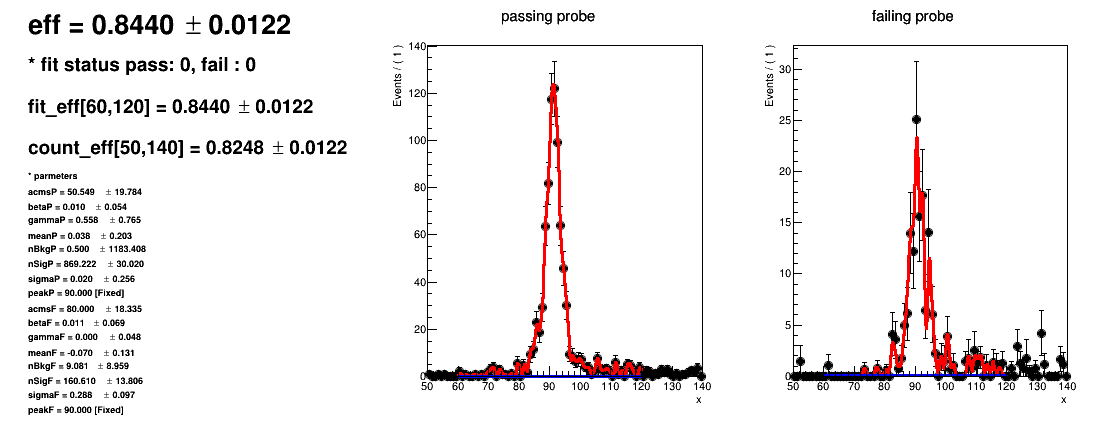 eff = 0.8440 ± 0.0122
* fit status pass: 0, fail : 0
fit_eff[60,120] = 0.8440 ± 0.0122
count_eff[50,140] = 0.8248 ± 0.0122
* parmeters
acmsP = 50.549 ± 19.784
betaP = 0.010 ± 0.054
gammaP = 0.558 ± 0.765
meanP = 0.038 ± 0.203
nBkgP = 0.500 ± 1183.408
nSigP = 869.222 ± 30.020
sigmaP = 0.020 ± 0.256
peakP = 90.000 [Fixed]
acmsF = 80.000 ± 18.335
betaF = 0.011 ± 0.069
gammaF = 0.000 ± 0.048
meanF = -0.070 ± 0.131
nBkgF = 9.081 ± 8.959
nSigF = 160.610 ± 13.806
sigmaF = 0.288 ± 0.097
peakF = 90.000 [Fixed]
passing probe
Events / ( 1 )
140
120
100
80
60
40
20
0
50 60 70 80 90 100 110 120 130 140
x
failing probe
Events / ( 1 )
30
25
20
15
10
5
0
50 60 70 80 90 100 110 120 130 140
x